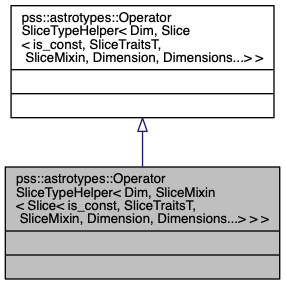 pss::astrotypes::Operator
SliceTypeHelper< Dim, Slice
< is_const, SliceTraitsT,
SliceMixin, Dimension, Dimensions...> >
pss::astrotypes::Operator
SliceTypeHelper< Dim, SliceMixin
< Slice< is_const, SliceTraitsT,
SliceMixin, Dimension, Dimensions...> > >